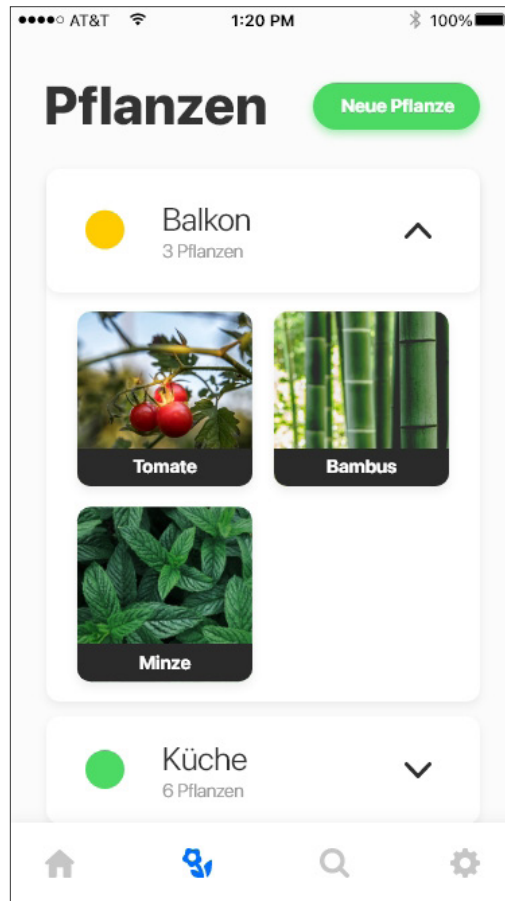 AT&T 1:20 PM 100%
Pflanzen
Neue Pflanze
Balkon
3 Pflanzen
Tomate
Bambus
Minze
Küche
6 Pflanzen